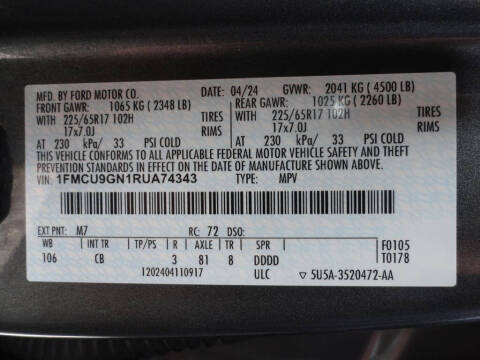 MFD. BY FORD MOTOR CO.
DATE: 04/24 GVWR: 2041 KG ( 4500 LB)
FRONT GAWR: 1065 KG ( 2348 LB) REAR GAWR: 1025 KG ( 2260 LB)
WITH 225/65R17 102H TIRES WITH 225/65R17 102H TIRES
17x7.0J RIMS 17x7.0J RIMS
AT 230 kPa/ 33 PSI COLD AT 230 kPa/ 33 PSI COLD
THIS VEHICLE CONFORMS TO ALL APPLICABLE FEDERAL MOTOR VEHICLE SAFETY, BUMPER, AND
THEFT PREVENTION STANDARDS IN EFFECT ON THE DATE OF MANUFACTURE SHOWN ABOVE.
VIN: 1FMCU9GN1RUA74343 TYPE: MPV
EXT PNT: M7 RC: 72 DSO: F0105
WB INT TR TP/PS R AXLE TR SPR T0178
106 CB 3 81 8 DDDD
1202404110917 ULC ▽ 5U5A-3520472-AA